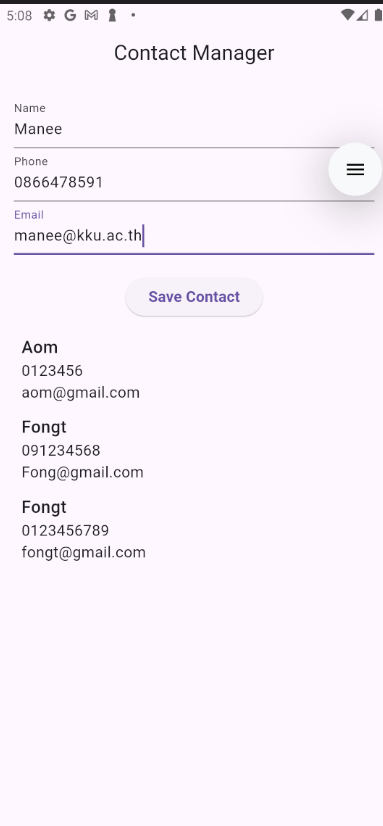 5:08
Contact Manager
Name
Manee
Phone
0866478591
Email
manee@kku.ac.th
Save Contact
Aom
0123456
aom@gmail.com
Fongt
091234568
Fong@gmail.com
Fongt
0123456789
fongt@gmail.com